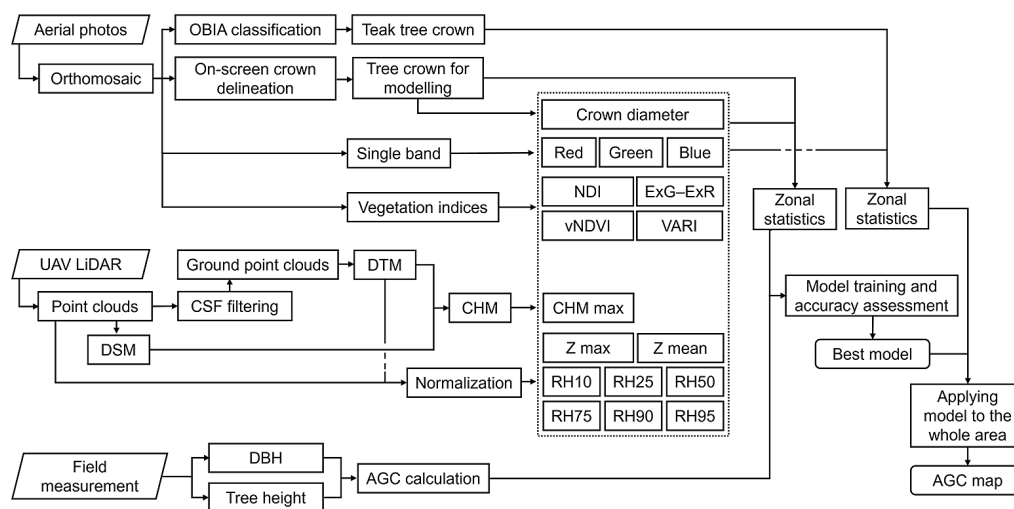 Aerial photos
OBIA classification
Teak tree crown
Orthomosaic
On-screen crown
delineation
Tree crown for
modelling
Crown diameter
Single band
Red
Green
Blue
Vegetation indices
NDI
ExG–ExR
vNDVI
VARI
Zonal
statistics
Zonal
statistics
UAV LiDAR
Ground point clouds
DTM
Point clouds
CSF filtering
CHM
CHM max
Model training and
accuracy assessment
DSM
Z max
Z mean
Best model
Normalization
RH10
RH25
RH50
RH75
RH90
RH95
Applying
model to the
whole area
Field
measurement
DBH
Tree height
AGC calculation
AGC map